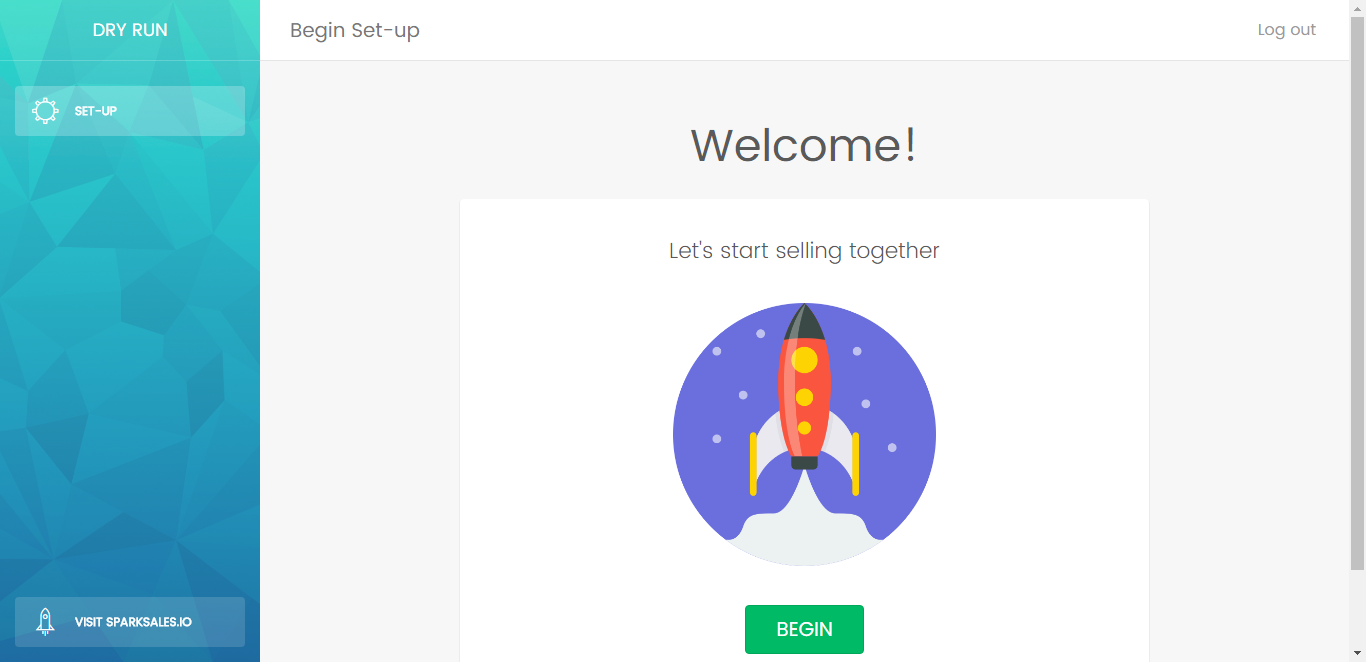 DRY RUN
Begin Set-up
Log out
SET-UP
Welcome!
Let's start selling together
BEGIN
VISIT SPARKSALES.IO